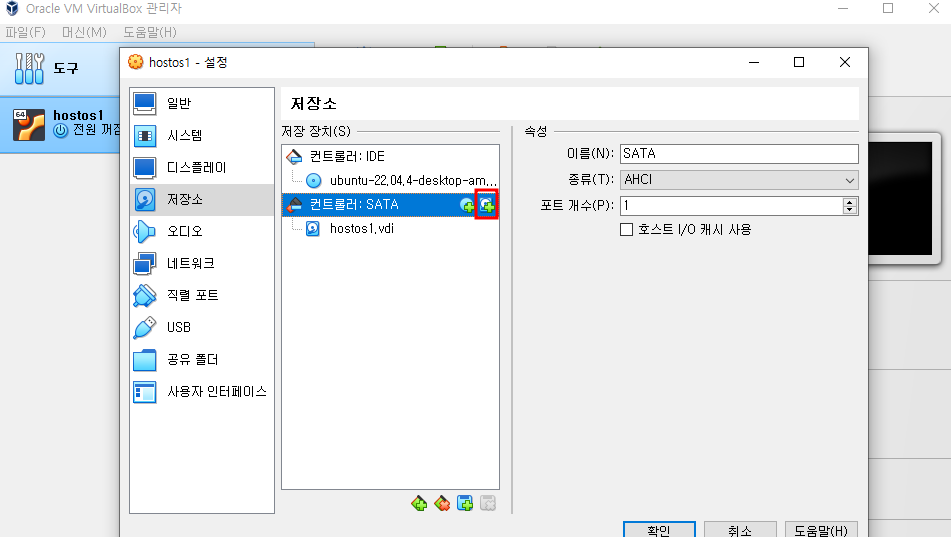 Oracle VM VirtualBox 관리자
파일(F) 머신(M) 도움말(H)
도구
64
hostos1
전원 꺼짐
hostos1 - 설정
일반
시스템
디스플레이
저장소
오디오
네트워크
직렬 포트
USB
공유 폴더
사용자 인터페이스
저장소
저장 장치(S)
컨트롤러: IDE
ubuntu-22.04.4-desktop-am...
컨트롤러: SATA
hostos1.vdi
속성
이름(N): SATA
종류(T): AHCI
포트 개수(P): 1
호스트 I/O 캐시 사용
확인 취소 도움말(H)